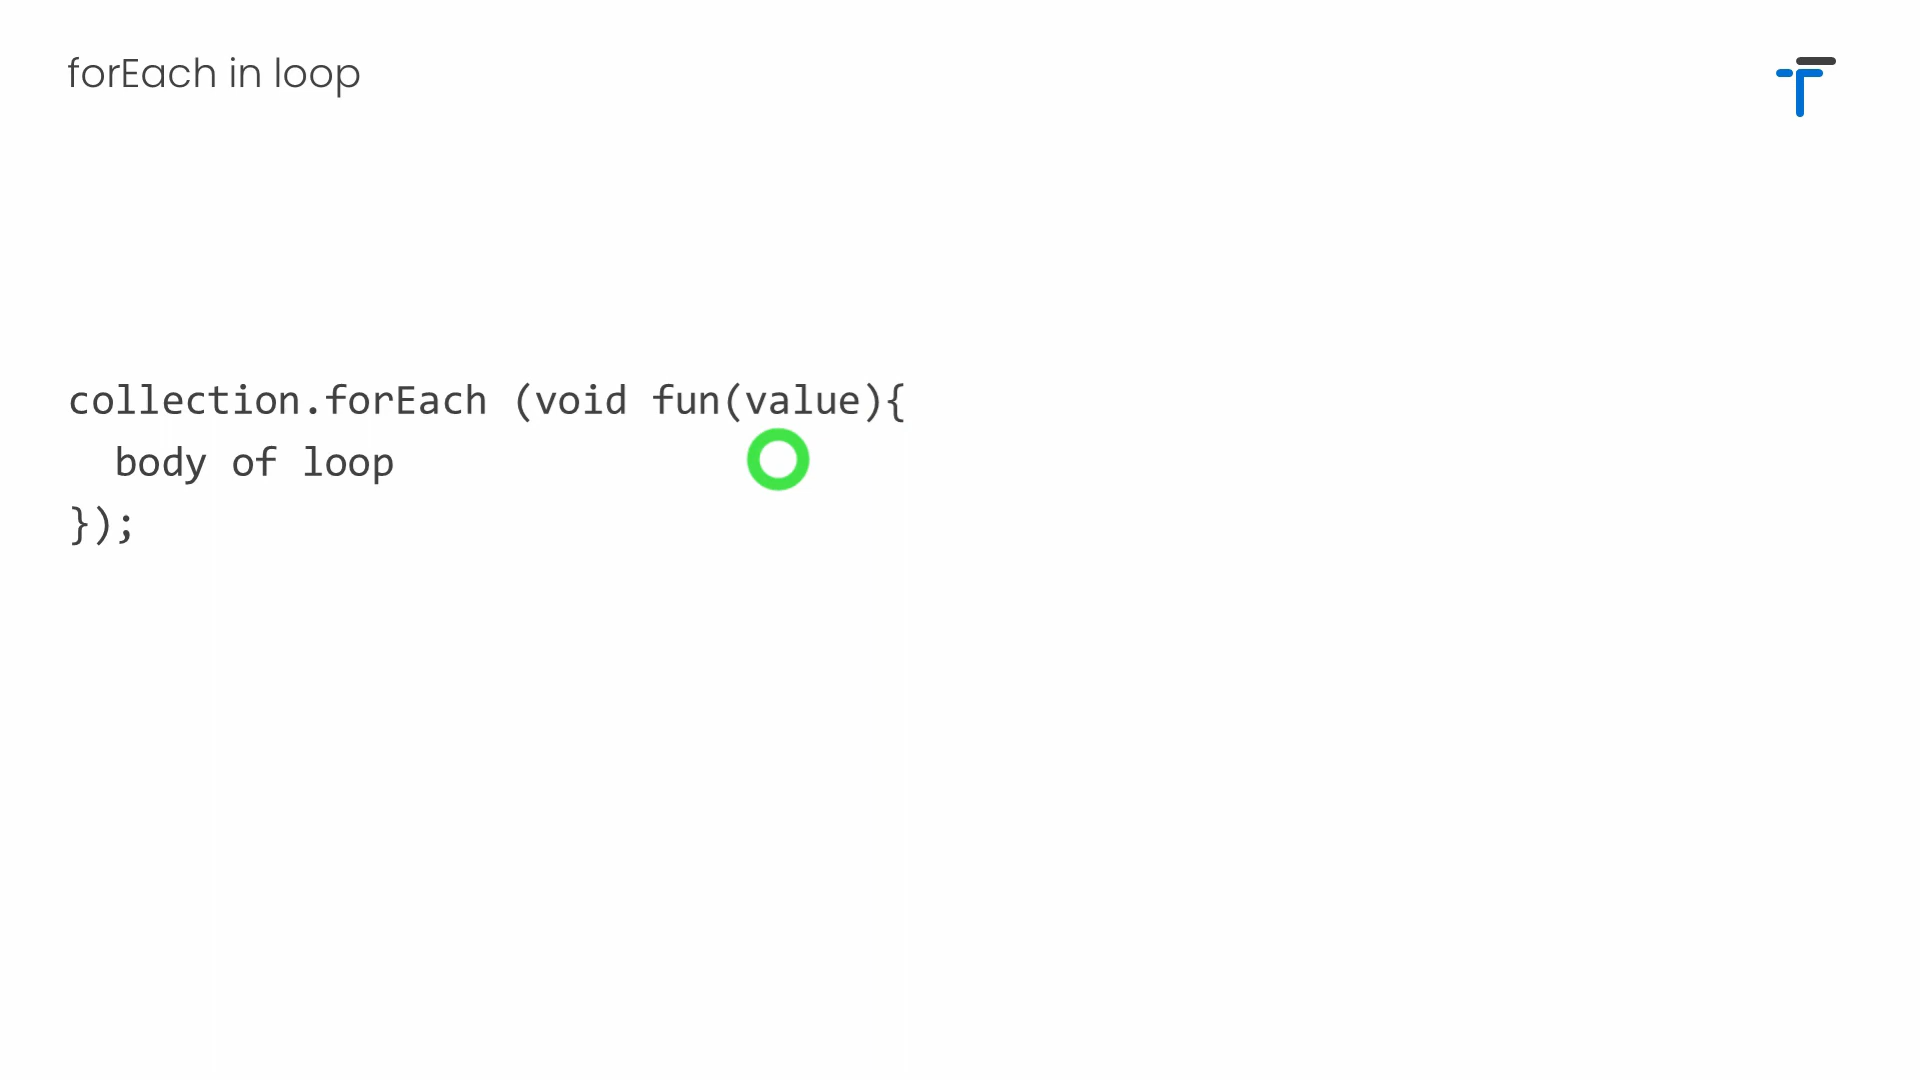 forEach in loop
collection.forEach (void fun(value){
body of loop
});